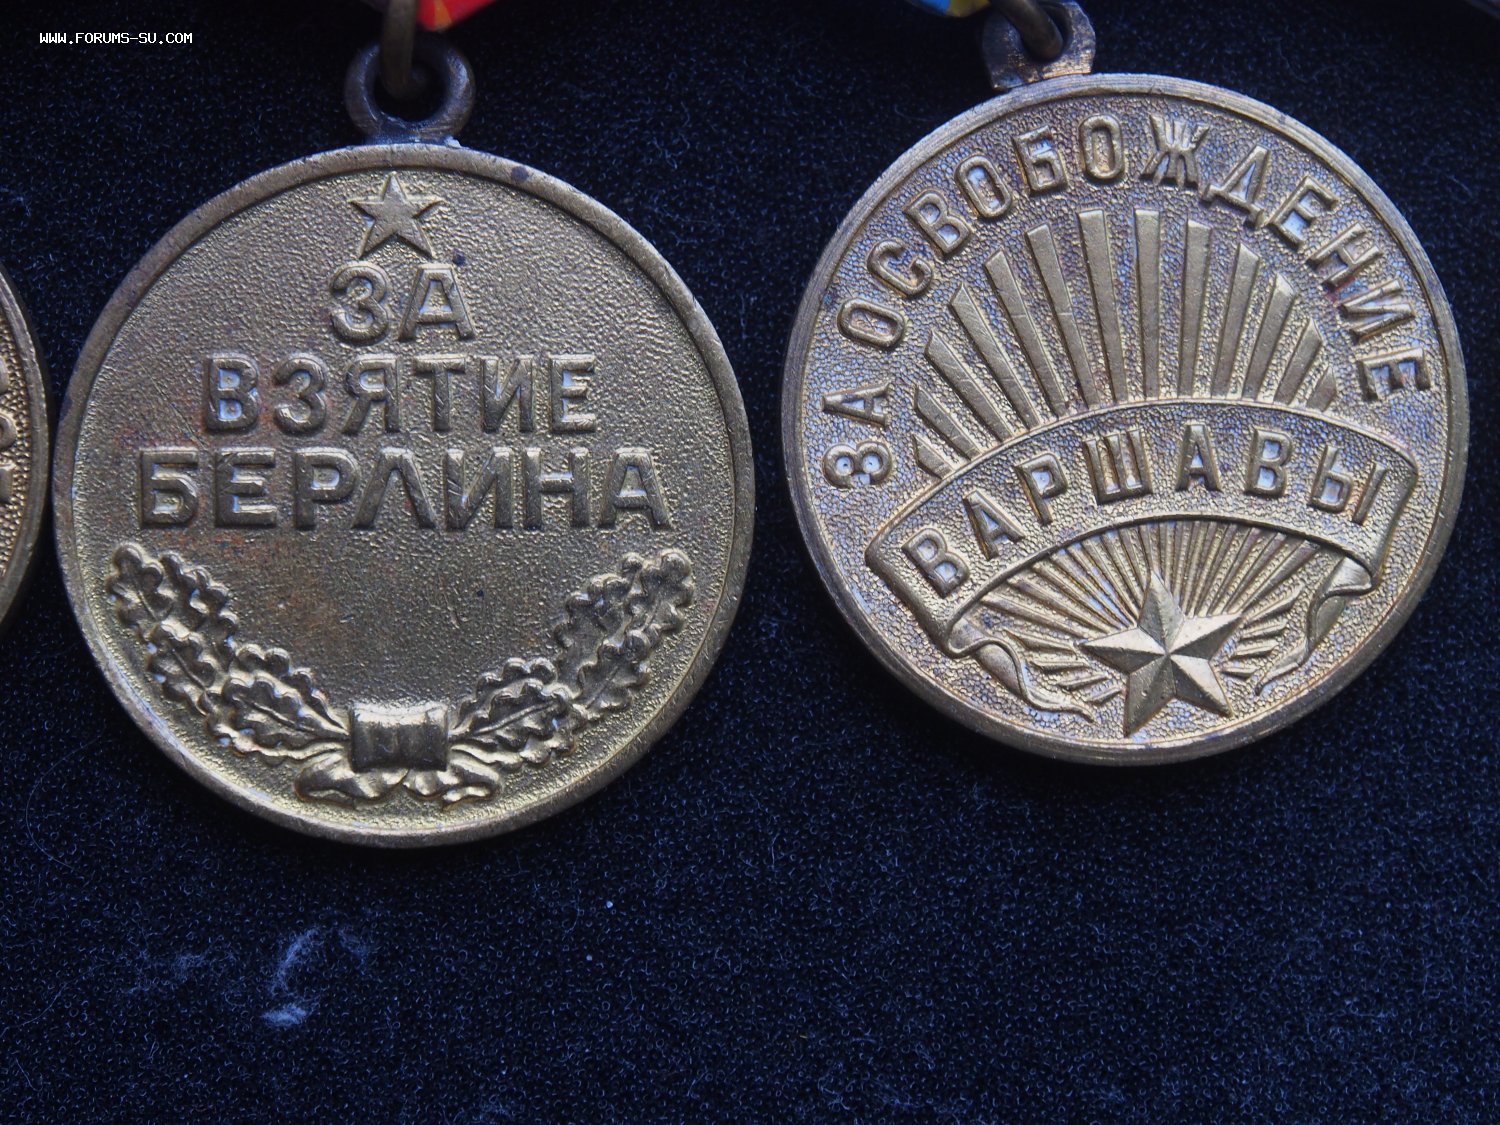 WWW.FORUMS-SU.COM
ЗА
ВЗЯТИЕ
БЕРЛИНА
ЗА ОСВОБОЖДЕНИЕ
ВАРШАВЫ